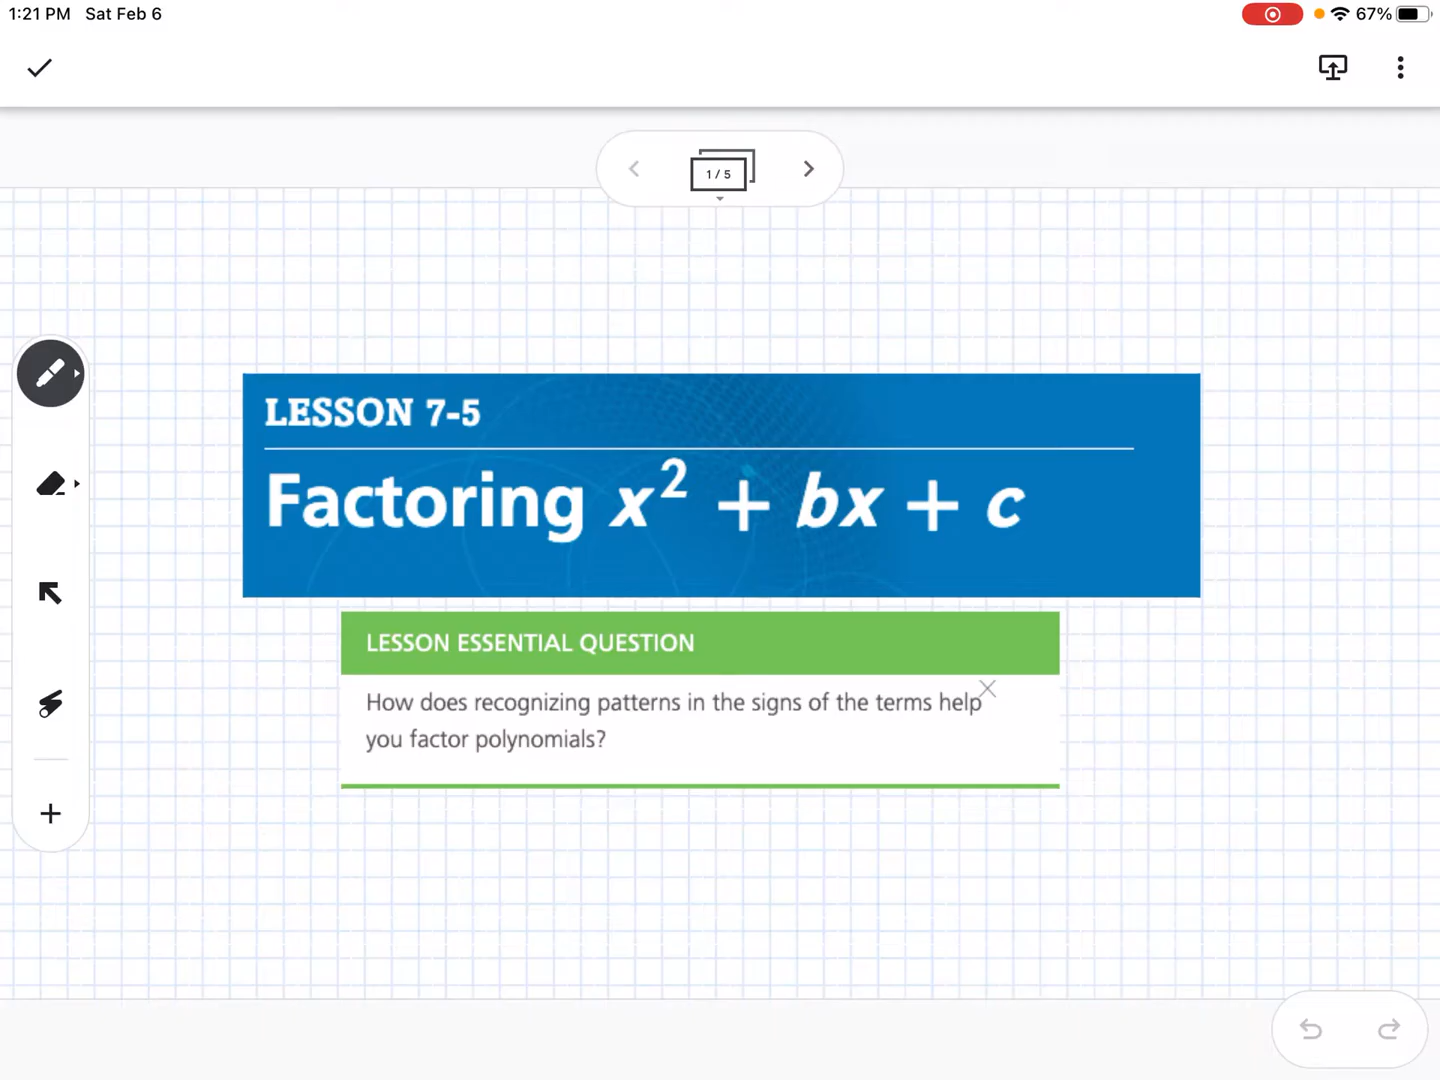 1:21 PM Sat Feb 6
67%
1 / 5
LESSON 7-5
Factoring x² + bx + c
LESSON ESSENTIAL QUESTION
How does recognizing patterns in the signs of the terms help
you factor polynomials?